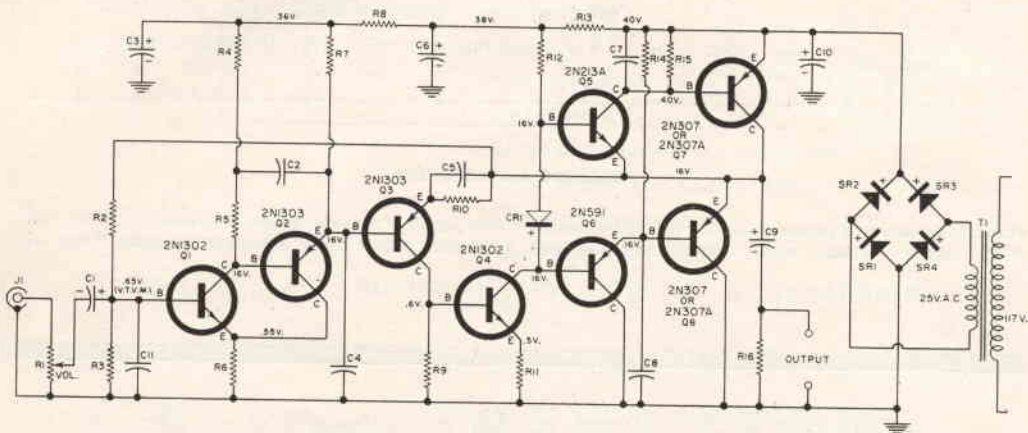 36V.
R8
38V.
R13
40V.
C3 +
R4
R7
C6
+
R12
C7
R14
R15
E
C10
+
2N213A
Q5
C
B
40V.
B
16V.
B
E
C
2N307
OR
2N307A
Q7
C2
C5
16V
2N1303
Q3
E
R10
SR2
SR3
R2
R5
2N1303
Q2
E
B
CR1
+
2N591
Q6
E
C9
+
T1
2N1302
Q1
C
16V.
B
C
2N1302
Q4
C
16V.
B
16V.
B
E
SR1
SR4
J1
C1
- +
.65V
(V.T.V.M.)
B
C
.6V.
B
C
C
2N307
OR
2N307A
Q8
25V.A.C.
117V.
E
.55V.
E
.5V.
R1
VOL.
R3
C11
R6
C4
R9
R11
C8
R16
OUTPUT